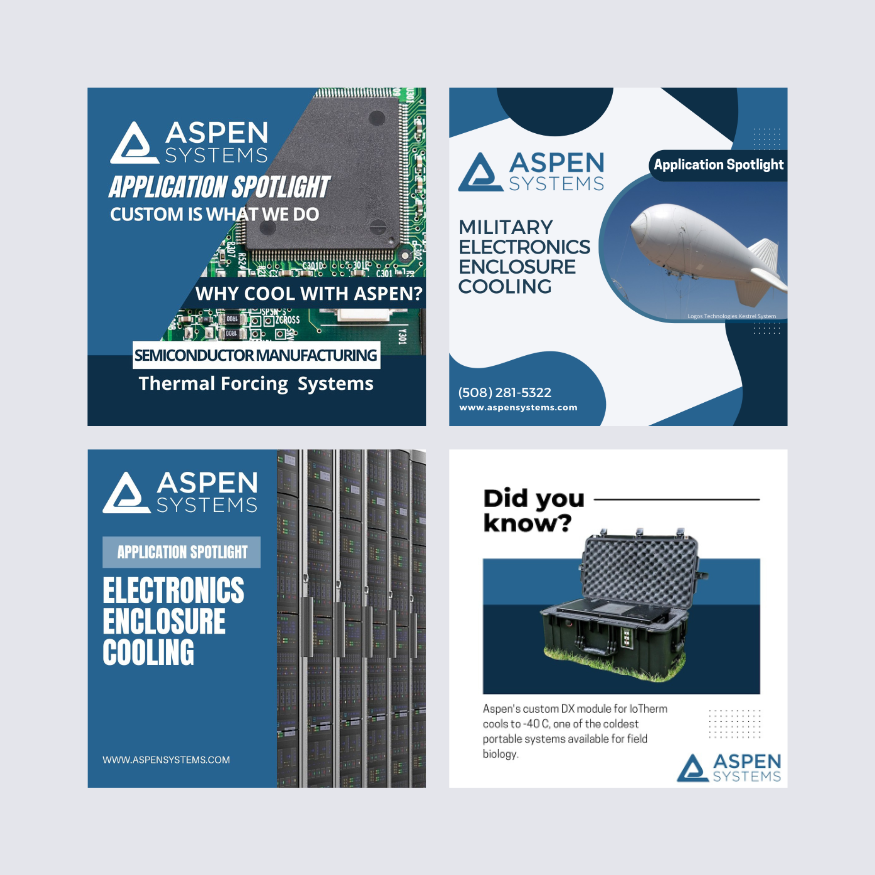 ASPEN
SYSTEMS
APPLICATION SPOTLIGHT
CUSTOM IS WHAT WE DO
C301
WHY COOL WITH ASPEN?
ZCROSS
Y301
SEMICONDUCTOR MANUFACTURING
Thermal Forcing Systems
ASPEN
SYSTEMS
Application Spotlight
MILITARY
ELECTRONICS
ENCLOSURE
COOLING
Logos Technologies Kestrel System
(508) 281-5322
www.aspensystems.com
ASPEN
SYSTEMS
APPLICATION SPOTLIGHT
ELECTRONICS
ENCLOSURE
COOLING
WWW.ASPENSYSTEMS.COM
Did you
know?
Aspen's custom DX module for IoTherm
cools to -40 C, one of the coldest
portable systems available for field
biology.
ASPEN
SYSTEMS